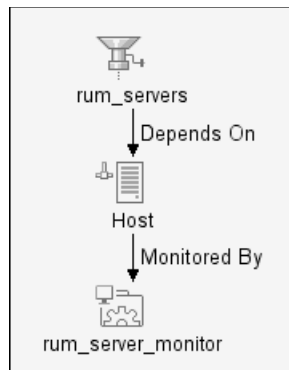 rum_servers
Depends On
Host
Monitored By
rum_server_monitor